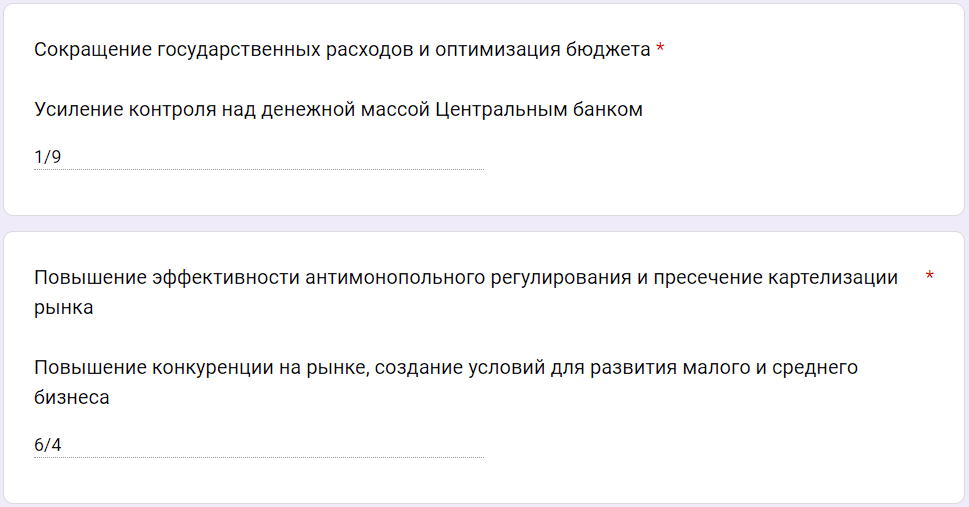 Сокращение государственных расходов и оптимизация бюджета *
Усиление контроля над денежной массой Центральным банком
1/9
Повышение эффективности антимонопольного регулирования и пресечение картелизации *
рынка
Повышение конкуренции на рынке, создание условий для развития малого и среднего
бизнеса
6/4